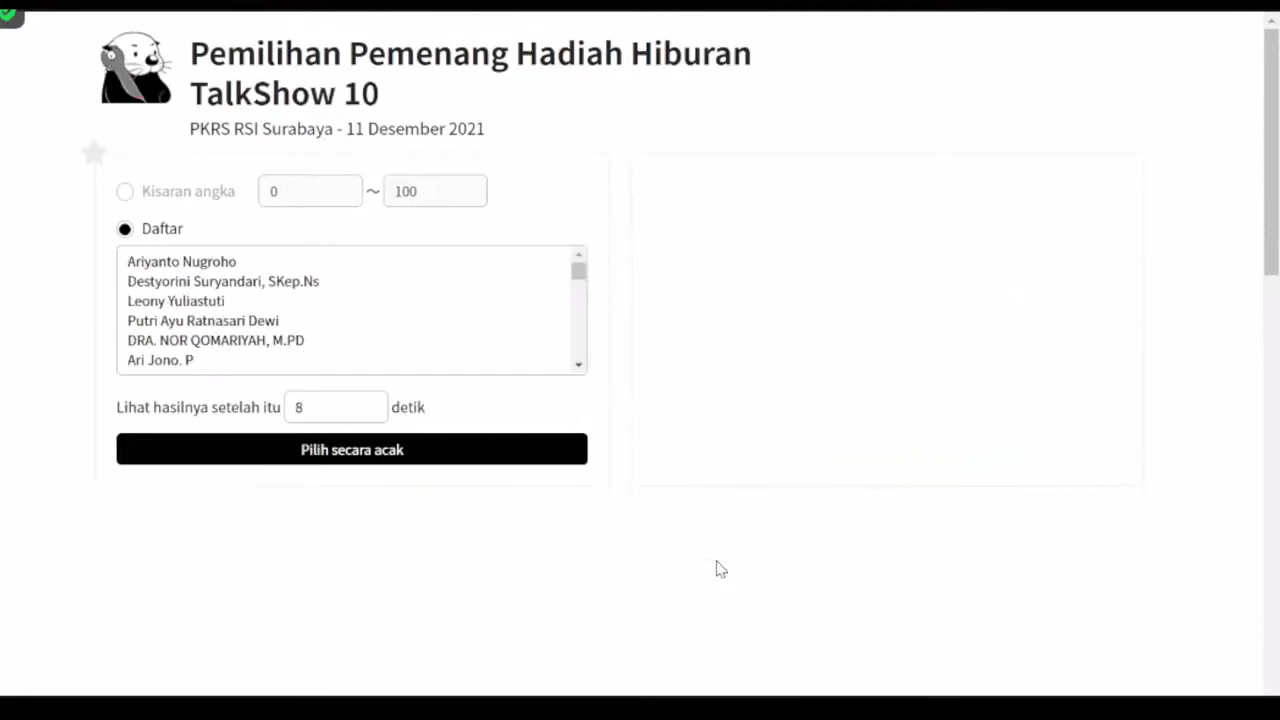 Pemilihan Pemenang Hadiah Hiburan
TalkShow 10
PKRS RSI Surabaya - 11 Desember 2021
Kisaran angka 0 ~ 100
Daftar
Ariyanto Nugroho
Destyorini Suryandari, SKep.Ns
Leony Yuliastuti
Putri Ayu Ratnasari Dewi
DRA. NOR QOMARIYAH, M.PD
Ari Jono. P
Lihat hasilnya setelah itu 8 detik
Pilih secara acak